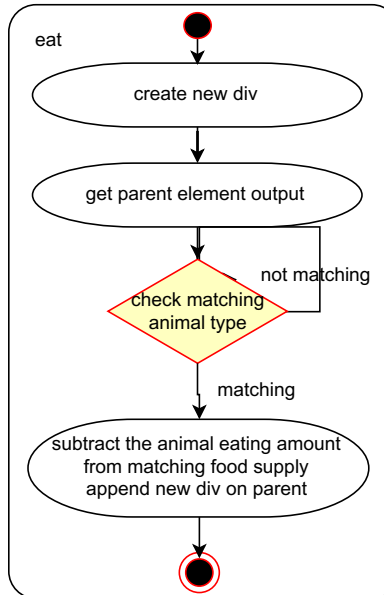 eat
create new div
get parent element output
not matching
check matching
animal type
matching
subtract the animal eating amount
from matching food supply
append new div on parent